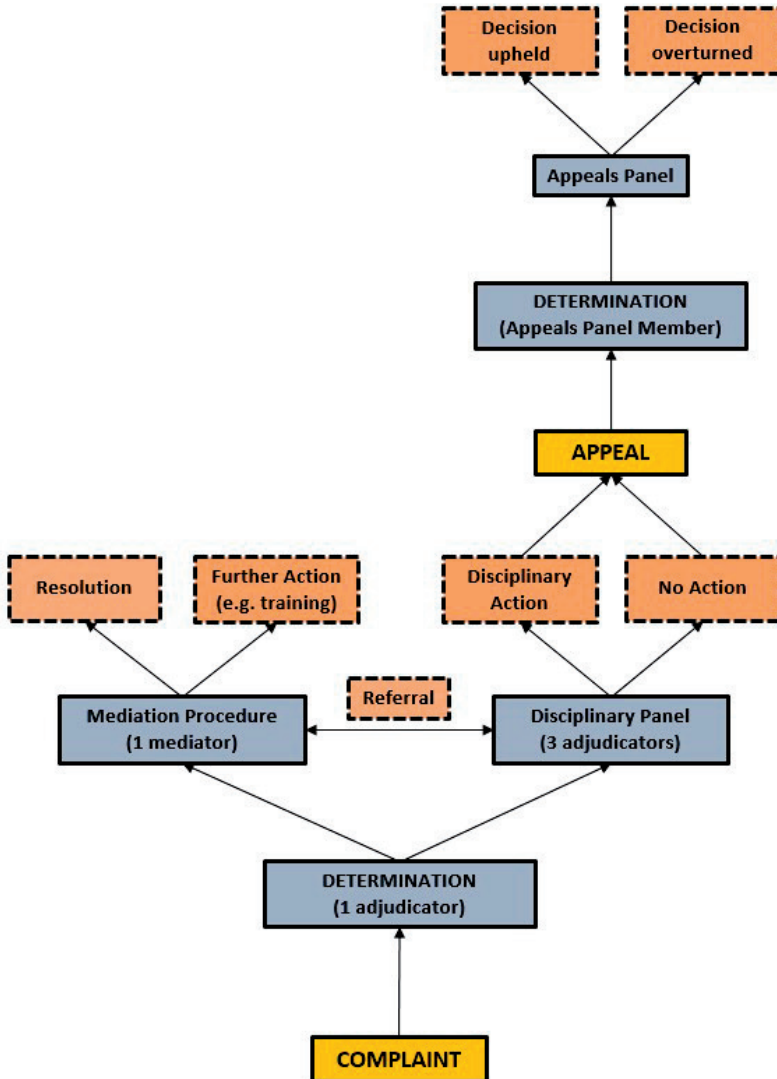 Decision
upheld
Decision
overturned
Appeals Panel
DETERMINATION
(Appeals Panel Member)
APPEAL
Resolution
Further Action
(e.g. training)
Disciplinary
Action
No Action
Mediation Procedure
(1 mediator)
Referral
Disciplinary Panel
(3 adjudicators)
DETERMINATION
(1 adjudicator)
COMPLAINT